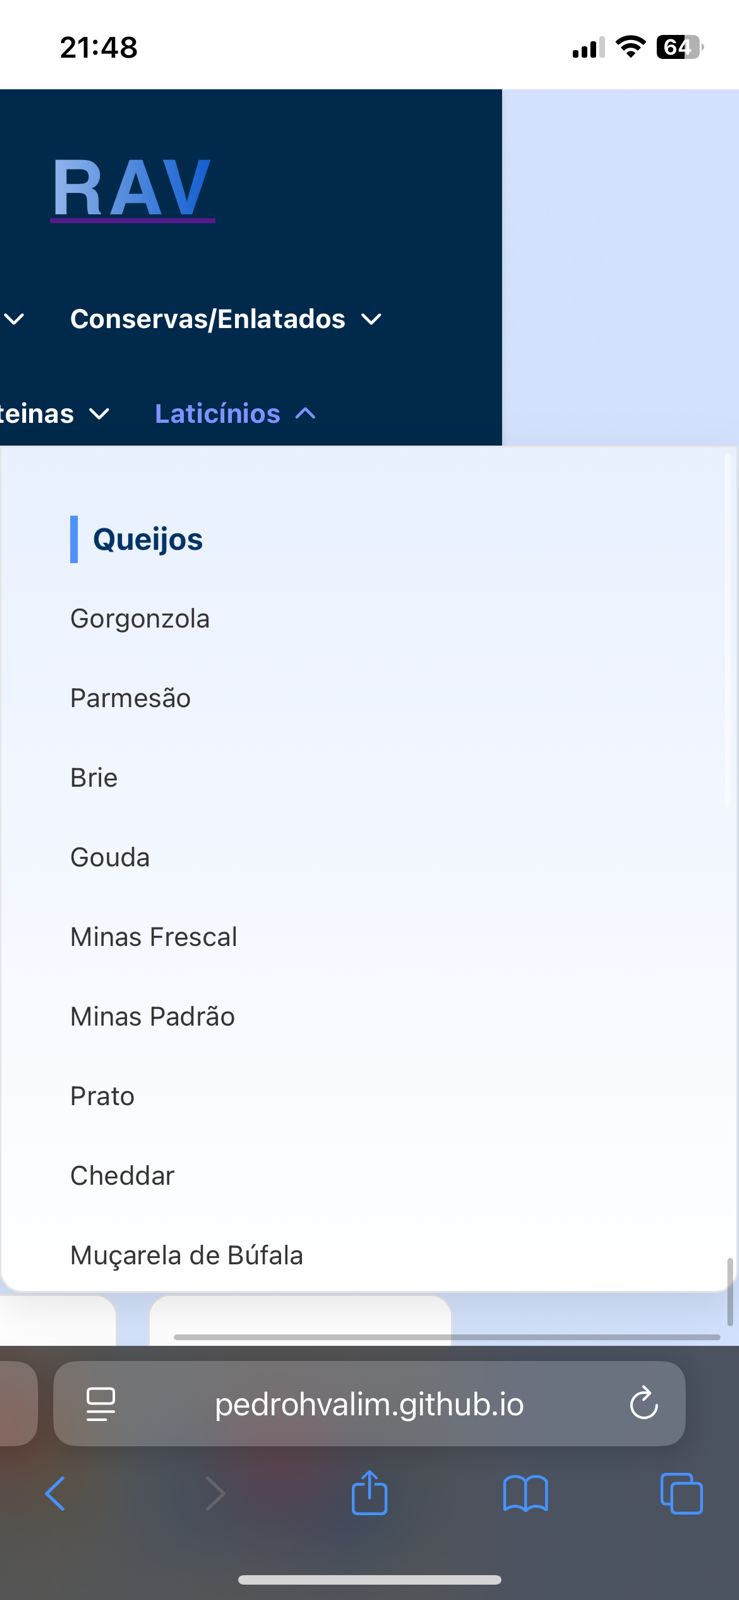 21:48
64
RAV
Conservas/Enlatados
teinas
Laticínios
Queijos
Gorgonzola
Parmesão
Brie
Gouda
Minas Frescal
Minas Padrão
Prato
Cheddar
Muçarela de Búfala
pedrohvalim.github.io